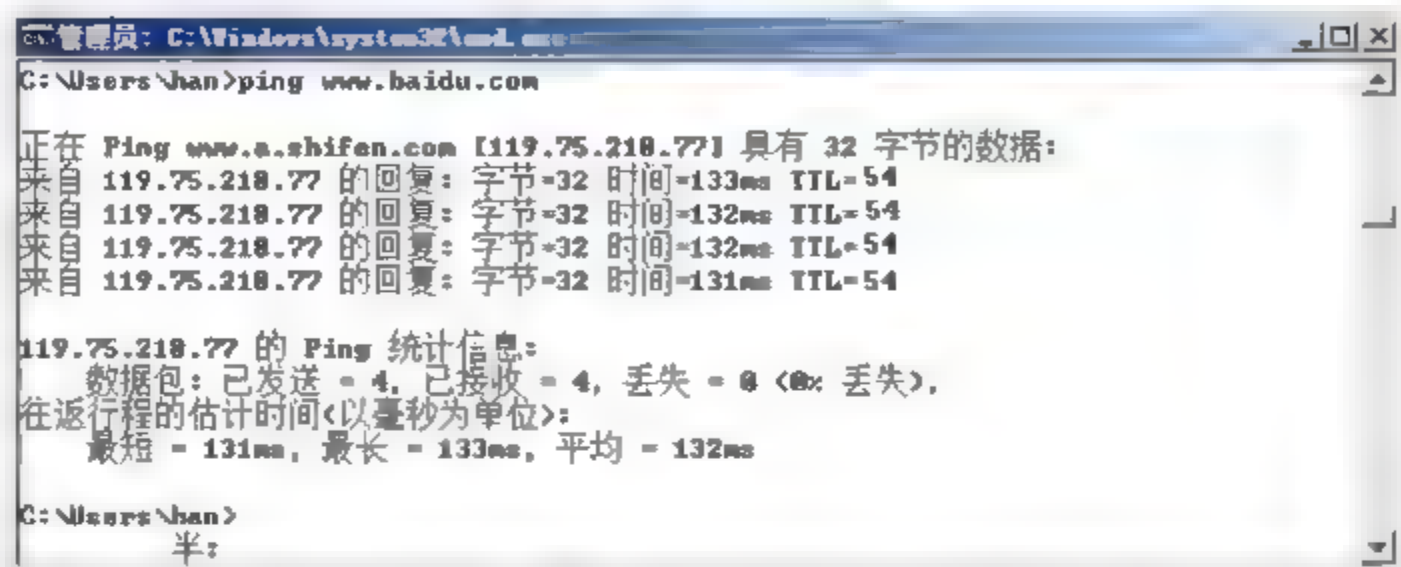 管理员: C:\Windows\system32\cmd.exe
C:\Users\han>ping www.baidu.com
正在 Ping www.a.shifen.com [119.75.218.77] 具有 32 字节的数据:
来自 119.75.218.77 的回复: 字节=32 时间=133ms TTL=54
来自 119.75.218.77 的回复: 字节=32 时间=132ms TTL=54
来自 119.75.218.77 的回复: 字节=32 时间=132ms TTL=54
来自 119.75.218.77 的回复: 字节=32 时间=131ms TTL=54
119.75.218.77 的 Ping 统计信息:
数据包: 已发送 = 4, 已接收 = 4, 丢失 = 0 (0% 丢失),
往返行程的估计时间(以毫秒为单位):
最短 = 131ms, 最长 = 133ms, 平均 = 132ms
C:\Users\han>
半: